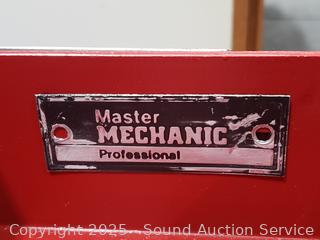 Master
MECHANIC
Professional
Copyright 2025 - Sound Auction Service